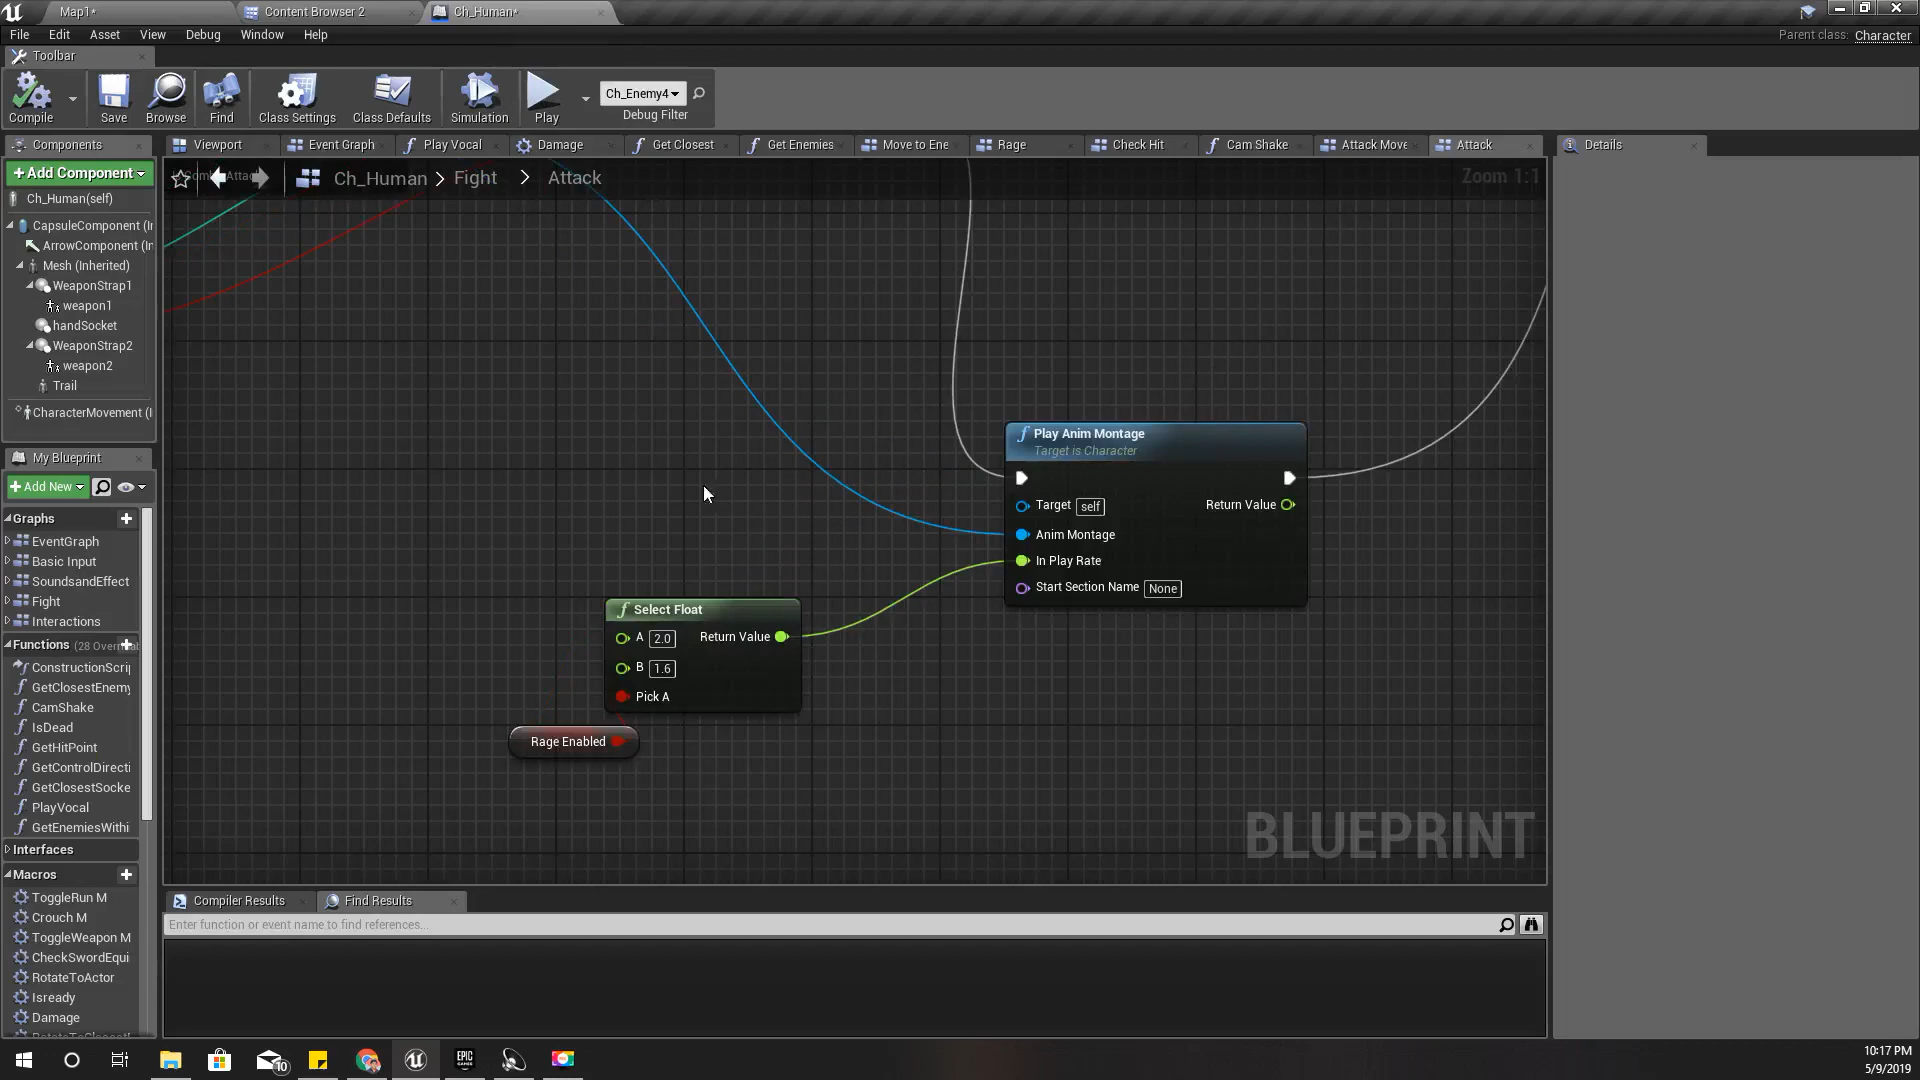 Map1*
Content Browser 2
Ch_Human*
File Edit Asset View Debug Window Help
Parent class: Character
Toolbar
Compile Save Browse Find Class Settings Class Defaults Simulation Play
Ch_Enemy4
Debug Filter
Components
+Add Component
Ch_Human(self)
CapsuleComponent (In
ArrowComponent (In
Mesh (Inherited)
WeaponStrap1
weapon1
handSocket
WeaponStrap2
weapon2
Trail
CharacterMovement (I
My Blueprint
+Add New
Graphs
EventGraph
Basic Input
SoundsandEffect
Fight
Interactions
Functions (28 Overri
ConstructionScrip
GetClosestEnemy
CamShake
IsDead
GetHitPoint
GetControlDirecti
GetClosestSocke
PlayVocal
GetEnemiesWithi
Interfaces
Macros
ToggleRun M
Crouch M
ToggleWeapon M
CheckSwordEqui
RotateToActor
Isready
Damage
Viewport Event Graph Play Vocal Damage Get Closest Get Enemies Move to Ene Rage Check Hit Cam Shake Attack Move Attack
Ch_Human > Fight > Attack
Zoom 1:1
Play Anim Montage
Target is Character
Target self
Return Value
Anim Montage
In Play Rate
Start Section Name None
Select Float
A 2.0 Return Value
B 1.6
Pick A
Rage Enabled
BLUEPRINT
Details
Compiler Results
Find Results
Enter function or event name to find references...
10
EPIC
GAMES
10:17 PM
5/9/2019